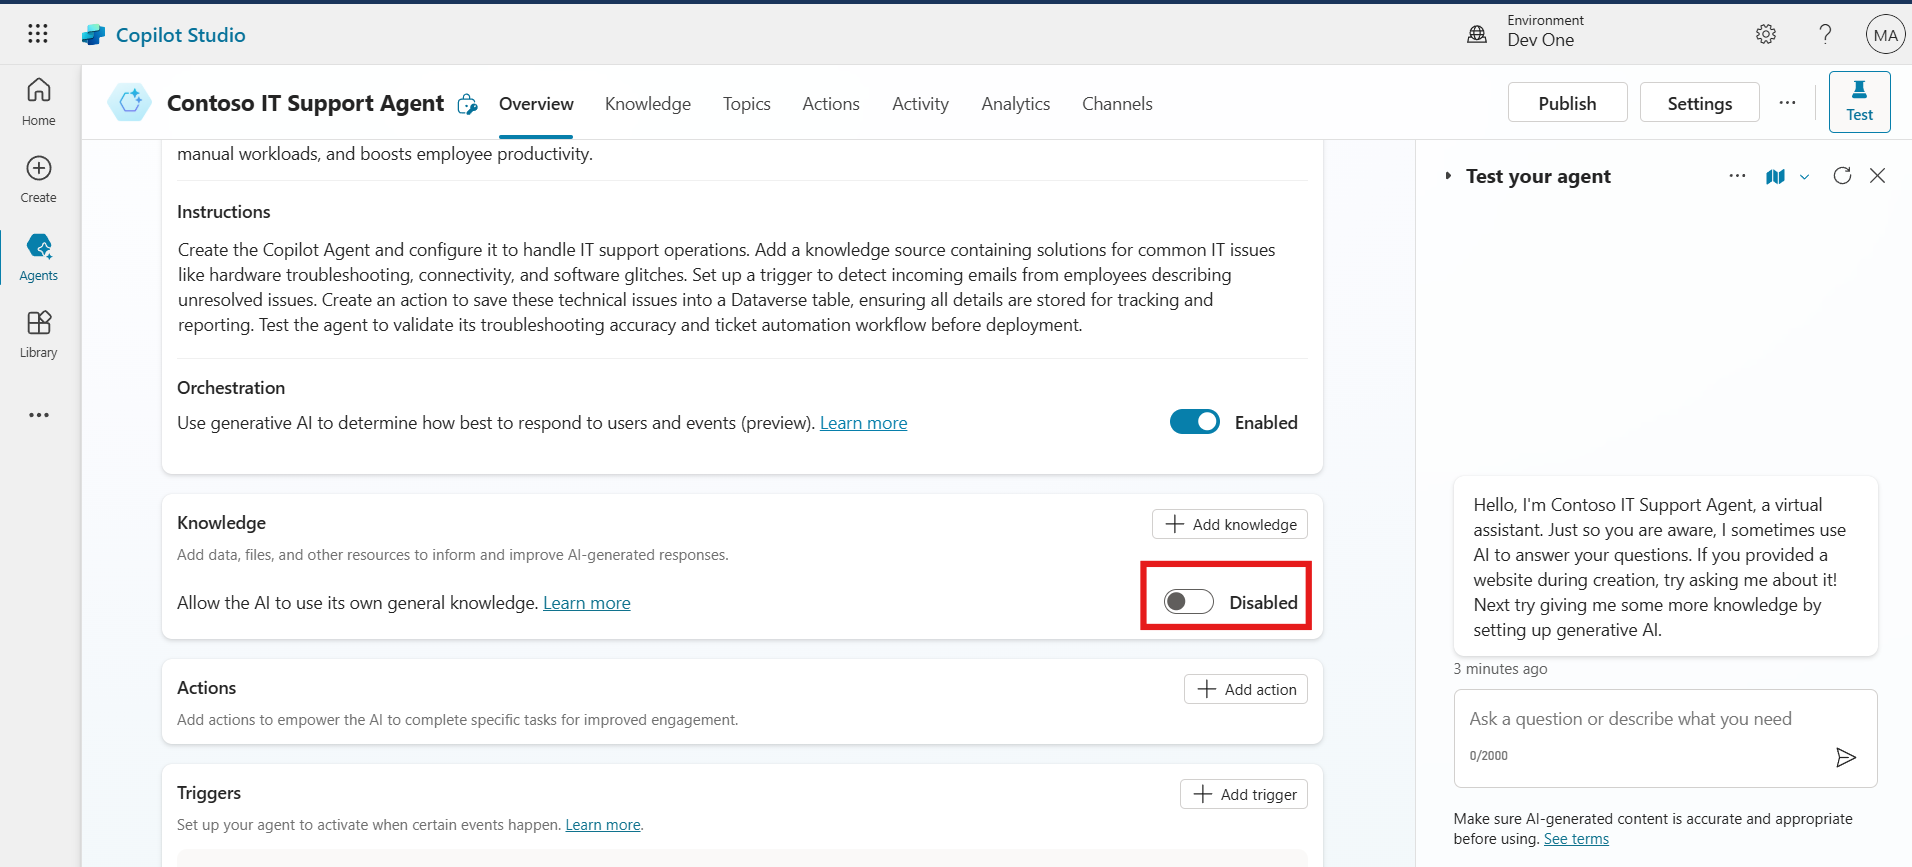 Copilot Studio
Environment
Dev One
MA
Home
Create
Agents
Library
Contoso IT Support Agent
Overview
Knowledge
Topics
Actions
Activity
Analytics
Channels
Publish
Settings
Test
manual workloads, and boosts employee productivity.
Instructions
Create the Copilot Agent and configure it to handle IT support operations. Add a knowledge source containing solutions for common IT issues
like hardware troubleshooting, connectivity, and software glitches. Set up a trigger to detect incoming emails from employees describing
unresolved issues. Create an action to save these technical issues into a Dataverse table, ensuring all details are stored for tracking and
reporting. Test the agent to validate its troubleshooting accuracy and ticket automation workflow before deployment.
Orchestration
Use generative AI to determine how best to respond to users and events (preview). Learn more
Enabled
Knowledge
Add knowledge
Add data, files, and other resources to inform and improve AI-generated responses.
Allow the AI to use its own general knowledge. Learn more
Disabled
Actions
Add action
Add actions to empower the AI to complete specific tasks for improved engagement.
Triggers
Add trigger
Set up your agent to activate when certain events happen. Learn more.
Test your agent
Hello, I'm Contoso IT Support Agent, a virtual
assistant. Just so you are aware, I sometimes use
AI to answer your questions. If you provided a
website during creation, try asking me about it!
Next try giving me some more knowledge by
setting up generative AI.
3 minutes ago
Ask a question or describe what you need
0/2000
Make sure AI-generated content is accurate and appropriate
before using. See terms